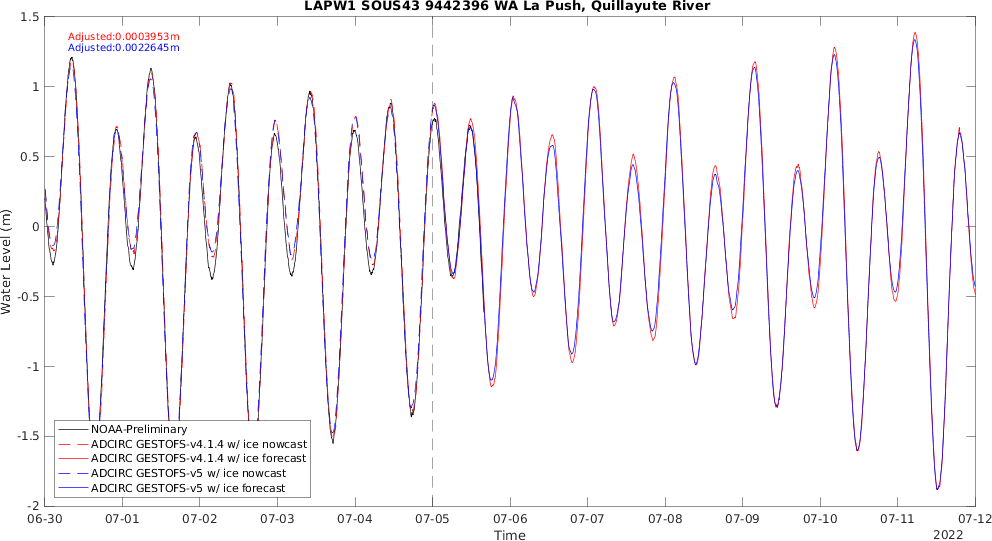 LAPW1 SOUS43 9442396 WA La Push, Quillayute River
Adjusted:0.0003953m
Adjusted:0.0022645m
1.5
1
0.5
0
-0.5
-1
-1.5
-2
Water Level (m)
NOAA-Preliminary
ADCIRC GESTOFS-v4.1.4 w/ ice nowcast
ADCIRC GESTOFS-v4.1.4 w/ ice forecast
ADCIRC GESTOFS-v5 w/ ice nowcast
ADCIRC GESTOFS-v5 w/ ice forecast
06-30 07-01 07-02 07-03 07-04 07-05 07-06 07-07 07-08 07-09 07-10 07-11 07-12
Time
2022